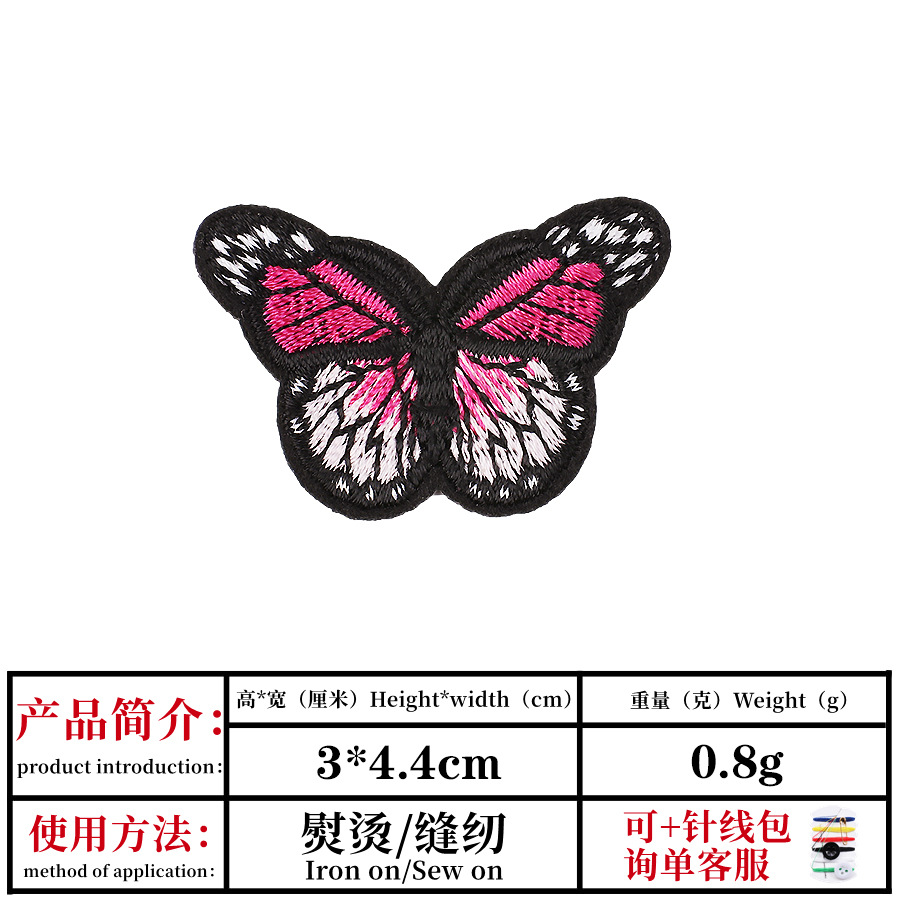 产品简介：
product introduction:
高*宽（厘米）Height*width（cm）
重量（克）Weight（g）
3*4.4cm
0.8g
使用方法：
method of application:
熨烫/缝纫
Iron on/Sew on
可+针线包
询单客服